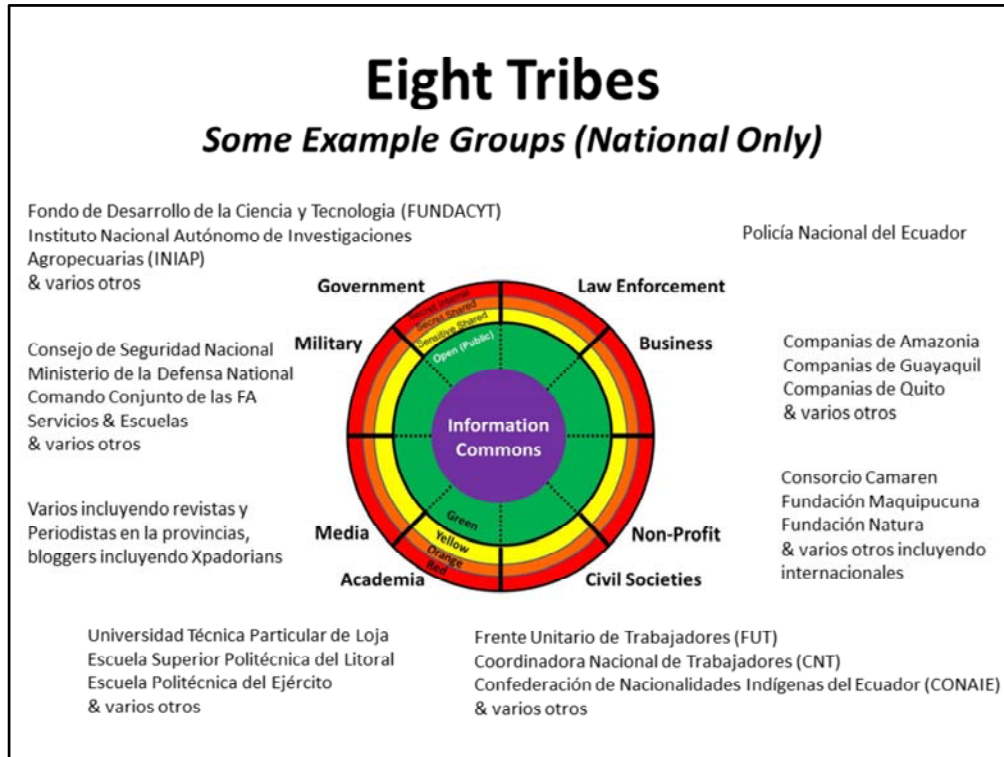 Eight Tribes
Some Example Groups (National Only)
Fondo de Desarrollo de la Ciencia y Tecnologia (FUNDACYT)
Instituto Nacional Autónomo de Investigaciones
Agropecuarias (INIAP)
& varios otros
Policía Nacional del Ecuador
Government
Law Enforcement
Military
Business
Secret Internal
Secret Shared
Sensitive Shared
Open (Public)
Information
Commons
Consejo de Seguridad Nacional
Ministerio de la Defensa National
Comando Conjunto de las FA
Servicios & Escuelas
& varios otros
Companias de Amazonia
Companias de Guayaquil
Companias de Quito
& varios otros
Varios incluyendo revistas y
Periodistas en la provincias,
bloggers incluyendo Xpadorians
Media
Academia
Green
Yellow
Orange
Red
Non-Profit
Civil Societies
Consorcio Camaren
Fundación Maquipucuna
Fundación Natura
& varios otros incluyendo
internacionales
Universidad Técnica Particular de Loja
Escuela Superior Politécnica del Litoral
Escuela Politécnica del Ejército
& varios otros
Frente Unitario de Trabajadores (FUT)
Coordinadora Nacional de Trabajadores (CNT)
Confederación de Nacionalidades Indígenas del Ecuador (CONAIE)
& varios otros